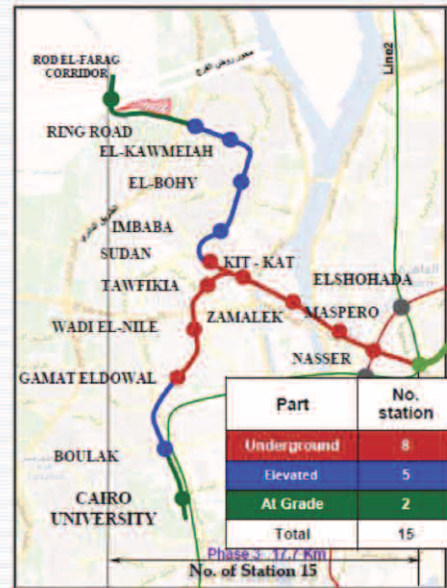 ROD EL-FARAG
CORRIDOR
محور روض الفرج
Line2
RING ROAD
EL-KAWMEIAH
EL-BOHY
IMBABA
SUDAN
KIT - KAT
ELSHOHADA
TAWFIKIA
ZAMALEK
MASPERO
WADI EL-NILE
NASSER
GAMAT ELDOWAL
BOULAK
CAIRO
UNIVERSITY
Part No. station
Underground 8
Elevated 5
At Grade 2
Total 15
Phase 3 17.7 Km
No. of Station 15